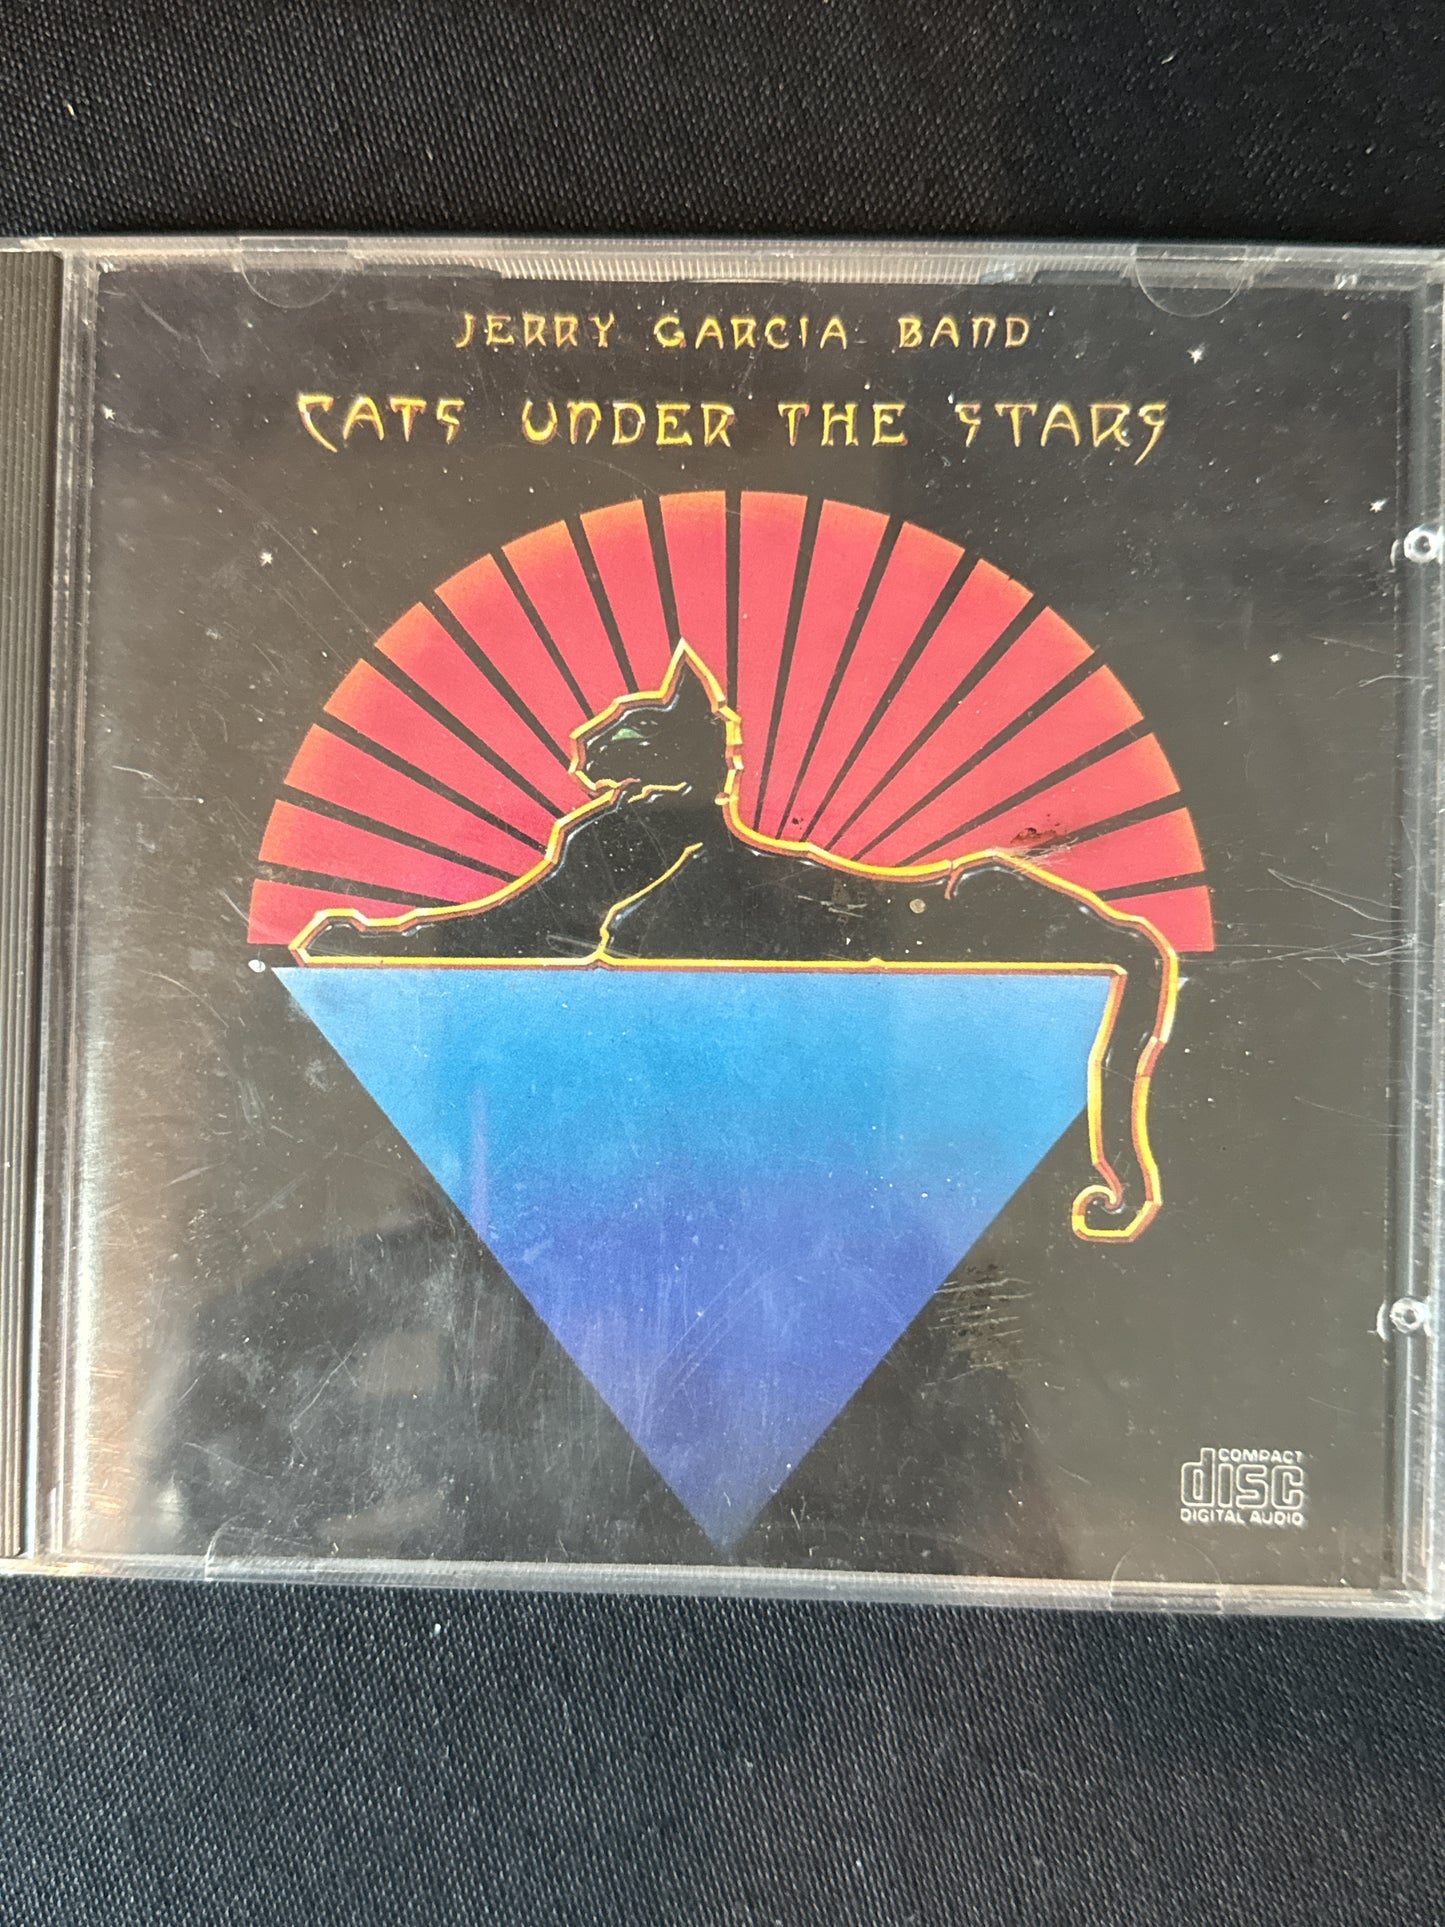 JERRY GARCIA BAND
CATS UNDER THE STARS
COMPACT
disc
DIGITAL AUDIO